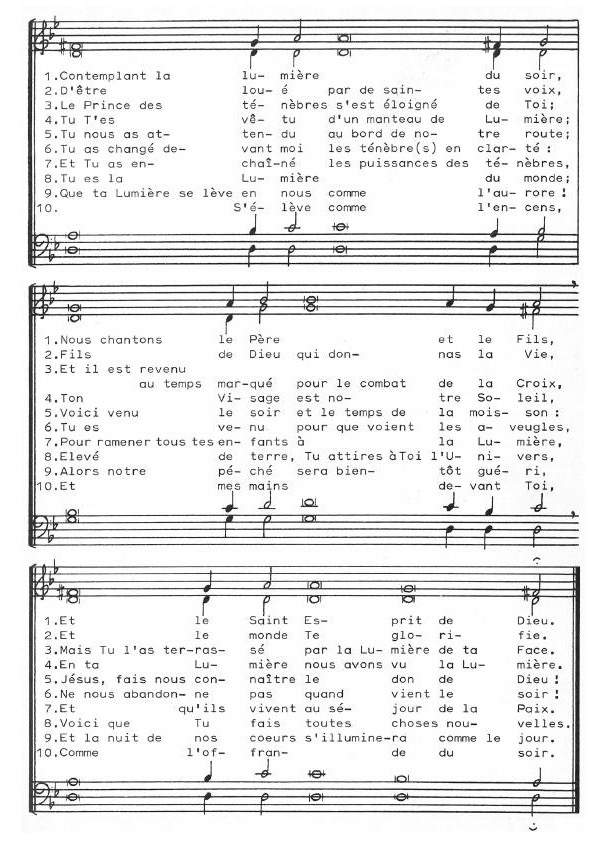 1.Contemplant la lu- mière du soir,
2.D'être lou- é par de sain- tes voix,
3.Le Prince des té- nèbres s'est éloigné de Toi;
4.Tu T'es vê- tu d'un manteau de Lu- mière;
5.Tu nous as at- ten- du au bord de no- tre route;
6.Tu as changé de- vant moi les ténèbre(s) en clar- té :
7.Et Tu as en- chaî-né les puissances des té- nèbres,
8.Tu es la Lu- mière du monde;
9.Que ta Lumière se lève en nous comme l'au- rore !
10. S'é- lève comme l'en- cens,
1.Nous chantons le Père et le Fils,
2.Fils de Dieu qui don- nas la Vie,
3.Et il est revenu
au temps mar-qué pour le combat de la Croix,
4.Ton Vi- sage est no- tre So- leil,
5.Voici venu le soir et le temps de la mois- son :
6.Tu es ve- nu pour que voient les a- veugles,
7.Pour ramener tous tes en- fants à la Lu- mière,
8.Elevé de terre, Tu attires à Toi l'U- ni- vers,
9.Alors notre pé- ché sera bien- tôt gué- ri,
10.Et mes mains de- vant Toi,
1.Et le Saint Es- prit de Dieu.
2.Et le monde Te glo- ri- fie.
3.Mais Tu l'as ter-ras- sé par la Lu- mière de ta Face.
4.En ta Lu- mière nous avons vu la Lu- mière.
5.Jésus, fais nous con- naître le don de Dieu !
6.Ne nous abandon- ne pas quand vient le soir !
7.Et qu'ils vivent au sé- jour de la Paix.
8.Voici que Tu fais toutes choses nou- velles.
9.Et la nuit de nos coeurs s'illumine-ra comme le jour.
10.Comme l'of- fran- de du soir.